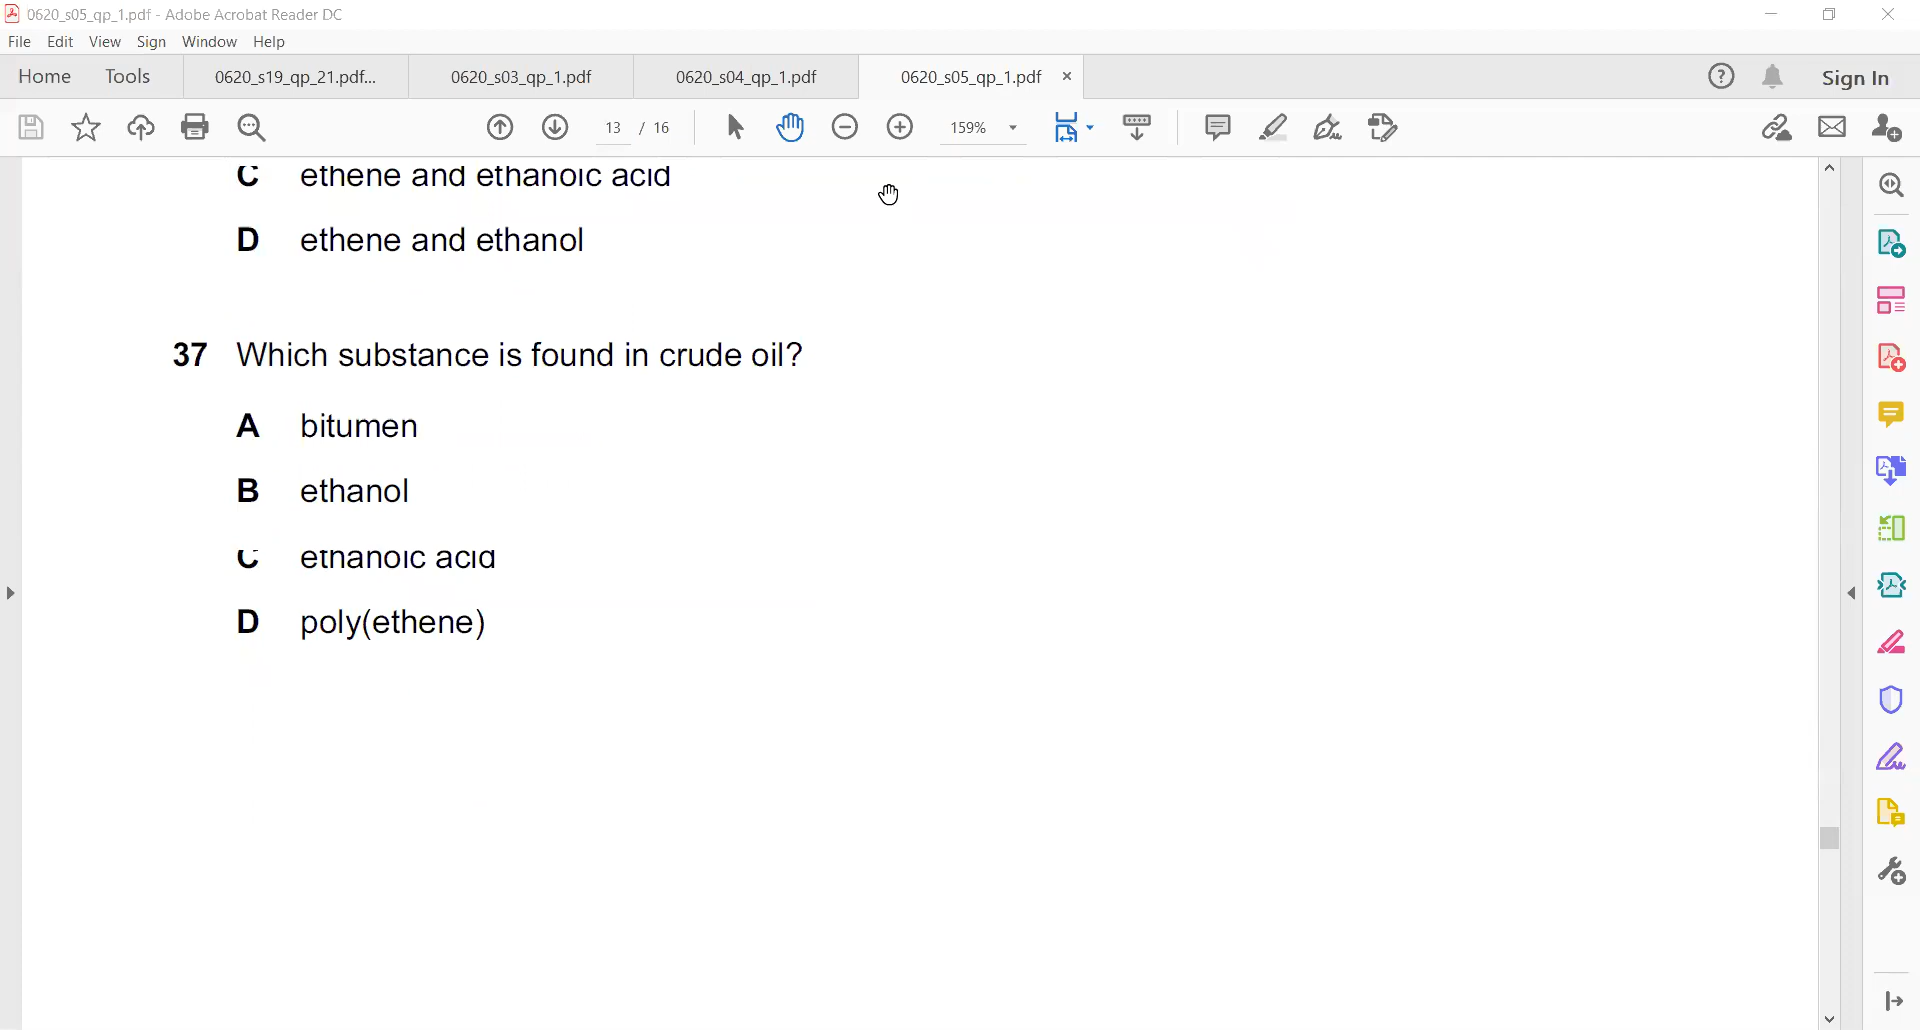 0620_s05_qp_1.pdf - Adobe Acrobat Reader DC
File Edit View Sign Window Help
Home Tools 0620_s19_qp_21.pdf... 0620_s03_qp_1.pdf 0620_s04_qp_1.pdf 0620_s05_qp_1.pdf × Sign In
13 / 16 159%
C ethene and ethanoic acid
D ethene and ethanol
37 Which substance is found in crude oil?
A bitumen
B ethanol
C ethanoic acid
D poly(ethene)